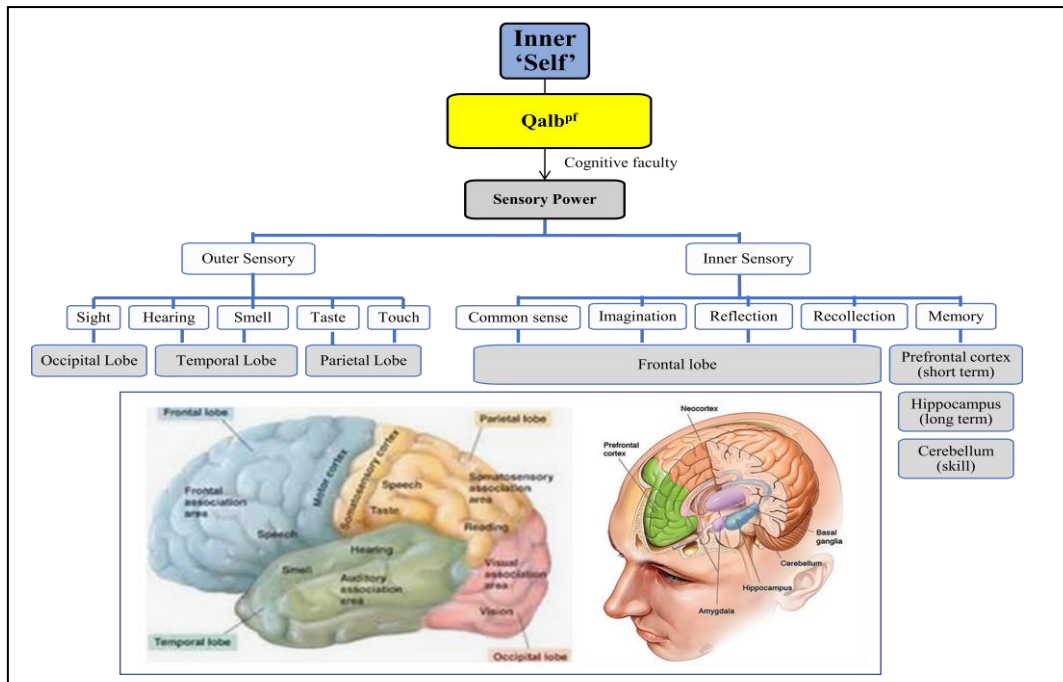 Inner
‘Self’
Qalbᵖᶠ
Cognitive faculty
Sensory Power
Outer Sensory
Inner Sensory
Sight
Hearing
Smell
Taste
Touch
Common sense
Imagination
Reflection
Recollection
Memory
Occipital Lobe
Temporal Lobe
Parietal Lobe
Frontal lobe
Prefrontal cortex
(short term)
Hippocampus
(long term)
Cerebellum
(skill)
Frontal lobe
Parietal lobe
Motor cortex
Somatosensory cortex
Frontal
association
area
Speech
Taste
Speech
Somatosensory
association
area
Reading
Hearing
Smell
Auditory
association
area
Visual
association
area
Vision
Temporal lobe
Occipital lobe
Neocortex
Prefrontal
cortex
Basal
ganglia
Cerebellum
Hippocampus
Amygdala